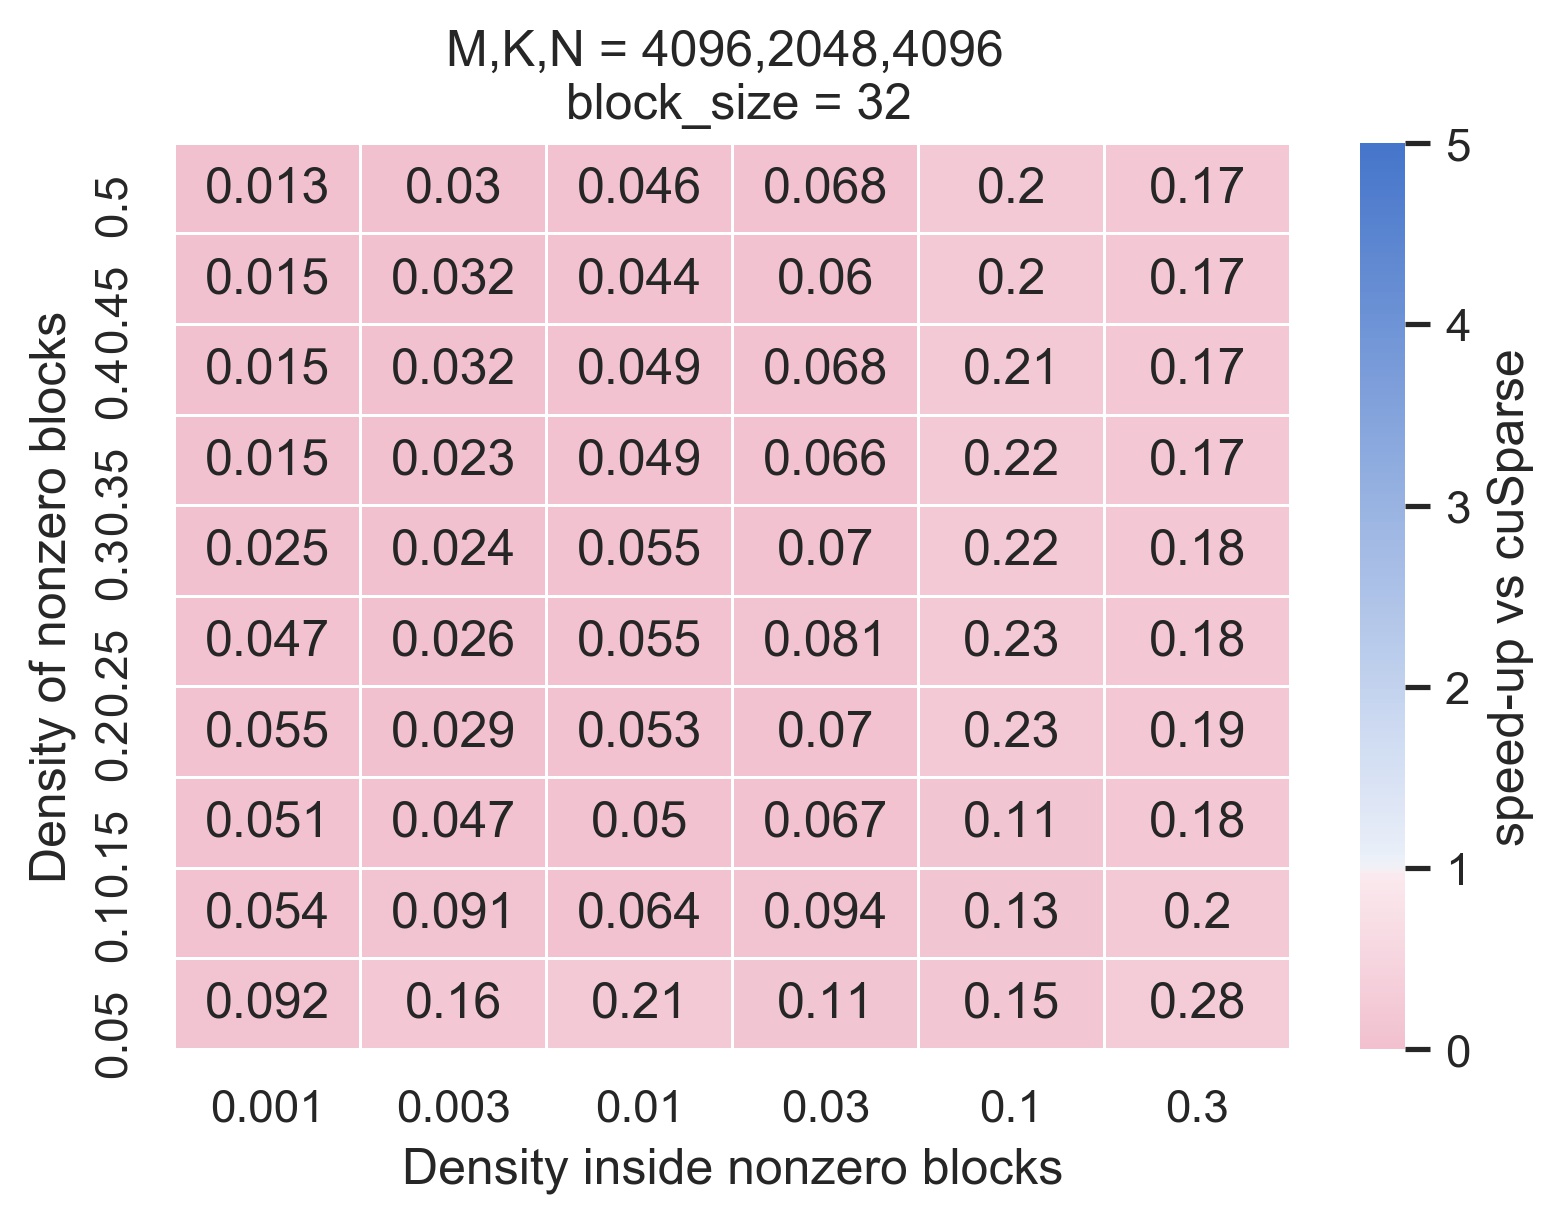 M,K,N = 4096,2048,4096
block_size = 32
Density of nonzero blocks
0.5 0.013 0.03 0.046 0.068 0.2 0.17
0.45 0.015 0.032 0.044 0.06 0.2 0.17
0.4 0.015 0.032 0.049 0.068 0.21 0.17
0.35 0.015 0.023 0.049 0.066 0.22 0.17
0.3 0.025 0.024 0.055 0.07 0.22 0.18
0.25 0.047 0.026 0.055 0.081 0.23 0.18
0.2 0.055 0.029 0.053 0.07 0.23 0.19
0.15 0.051 0.047 0.05 0.067 0.11 0.18
0.1 0.054 0.091 0.064 0.094 0.13 0.2
0.05 0.092 0.16 0.21 0.11 0.15 0.28
0.001 0.003 0.01 0.03 0.1 0.3
Density inside nonzero blocks
5
4
3
2
1
0
speed-up vs cuSparse